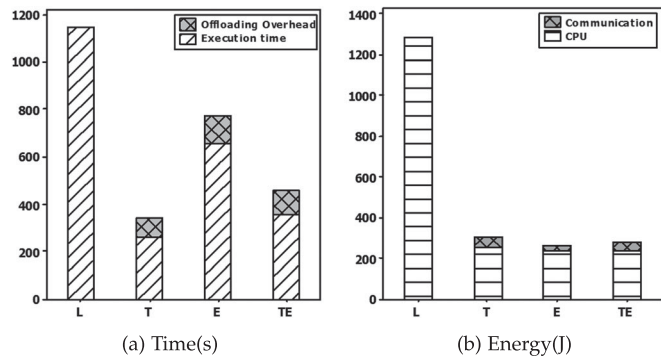 1200
1000
800
600
400
200
0
Offloading Overhead
Execution time
L T E TE
(a) Time(s)
1400
1200
1000
800
600
400
200
0
Communication
CPU
L T E TE
(b) Energy(J)